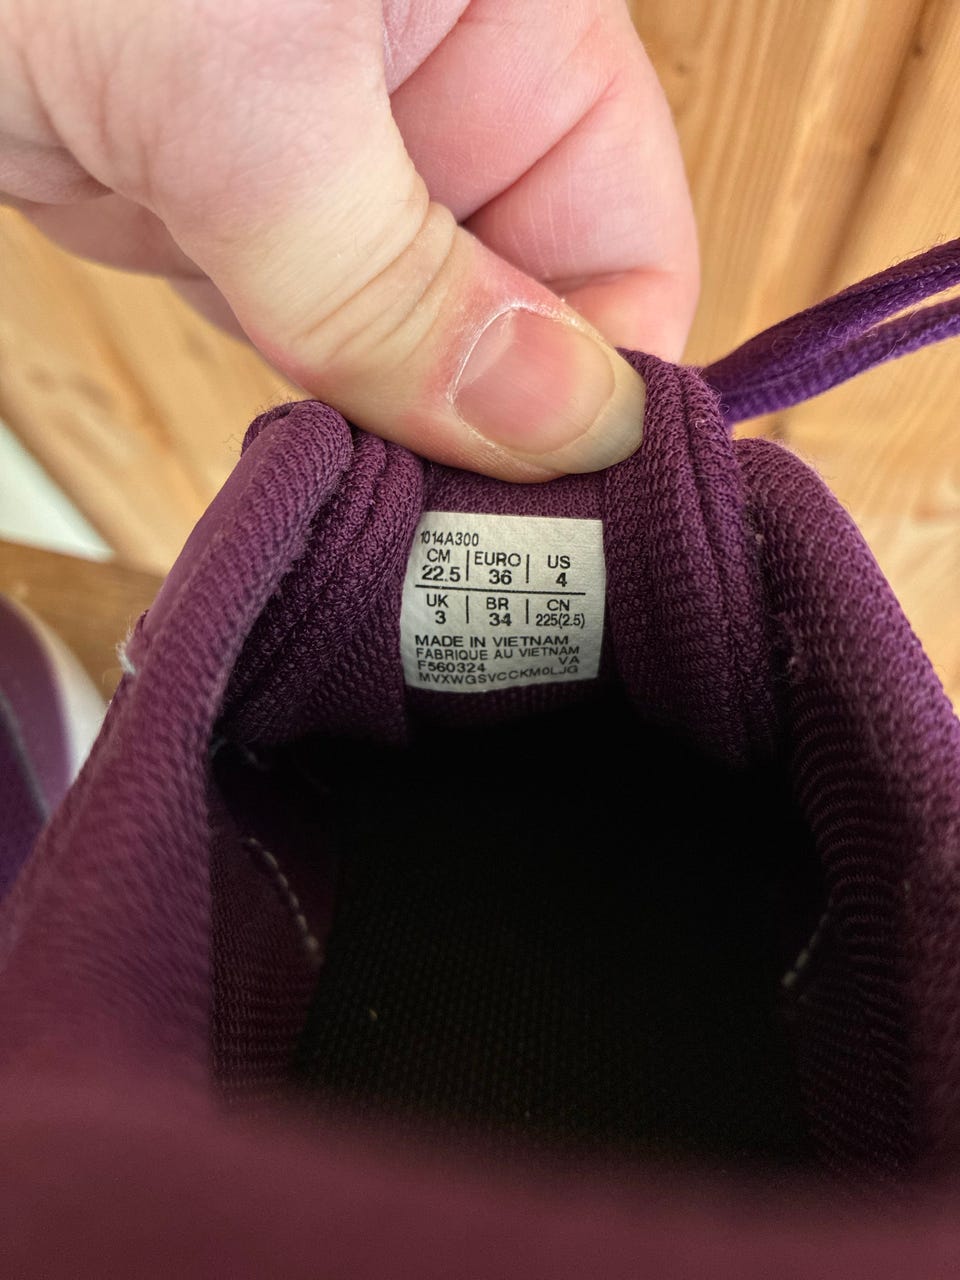 1014A300
CM EURO US
22.5 36 4
UK BR CN
3 34 225(2.5)
MADE IN VIETNAM
FABRIQUE AU VIETNAM
F560324 VA
MVXWGSVCCKM0LJG